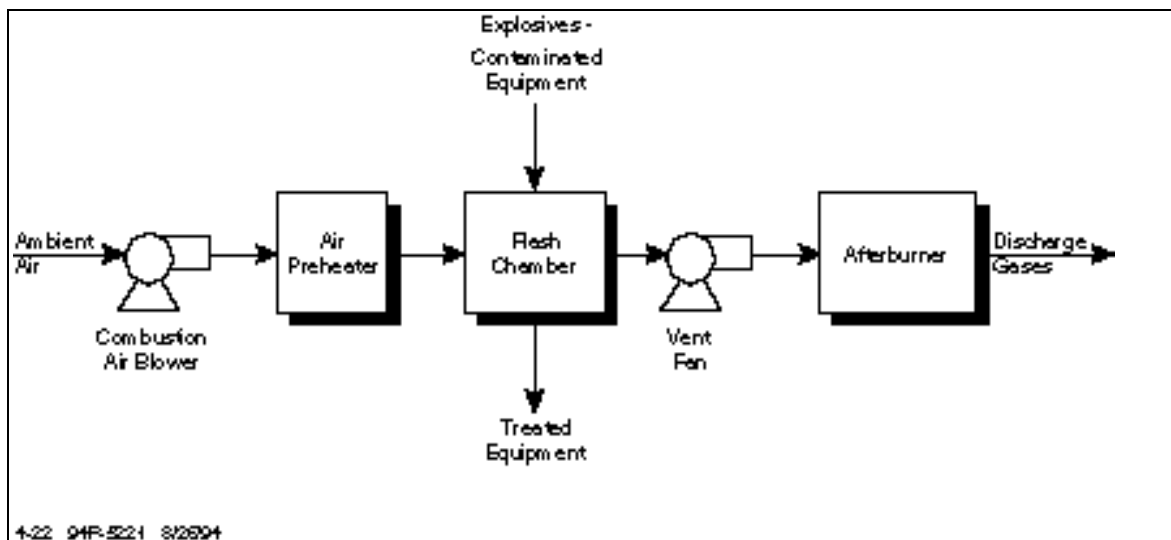 Explosives -
Contaminated
Equipment
Ambient
Air
Combustion
Air Blower
Air
Preheater
Flash
Chamber
Vent
Fan
Afterburner
Discharge
Gases
Treated
Equipment
4-22 94P-5221 8/26/94